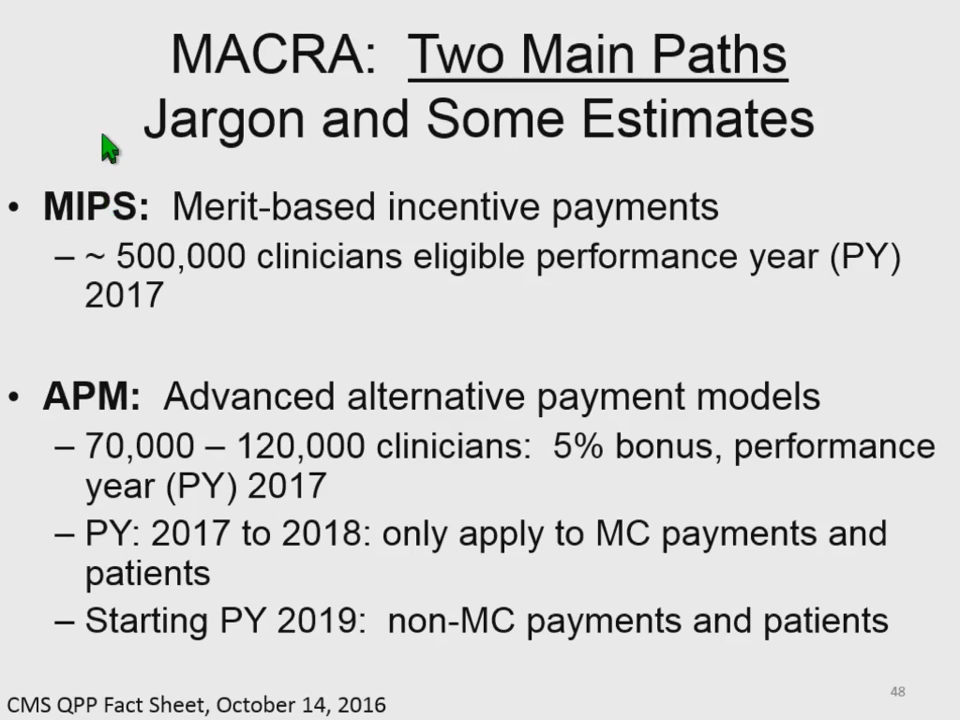 MACRA: Two Main Paths
Jargon and Some Estimates
• MIPS: Merit-based incentive payments
– ~ 500,000 clinicians eligible performance year (PY)
2017
• APM: Advanced alternative payment models
– 70,000 – 120,000 clinicians: 5% bonus, performance
year (PY) 2017
– PY: 2017 to 2018: only apply to MC payments and
patients
– Starting PY 2019: non-MC payments and patients
48
CMS QPP Fact Sheet, October 14, 2016